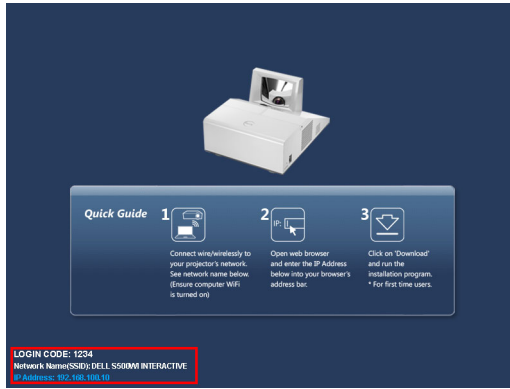 Quick Guide
1
Connect wire/wirelessly to
your projector's network.
See network name below.
(Ensure computer WiFi
is turned on)
2
IP:
Open web browser
and enter the IP Address
below into your browser's
address bar.
3
Click on 'Download'
and run the
installation program.
* For first time users.
LOGIN CODE: 1234
Network Name(SSID): DELL S500WI INTERACTIVE
IP Address: 192.168.100.10